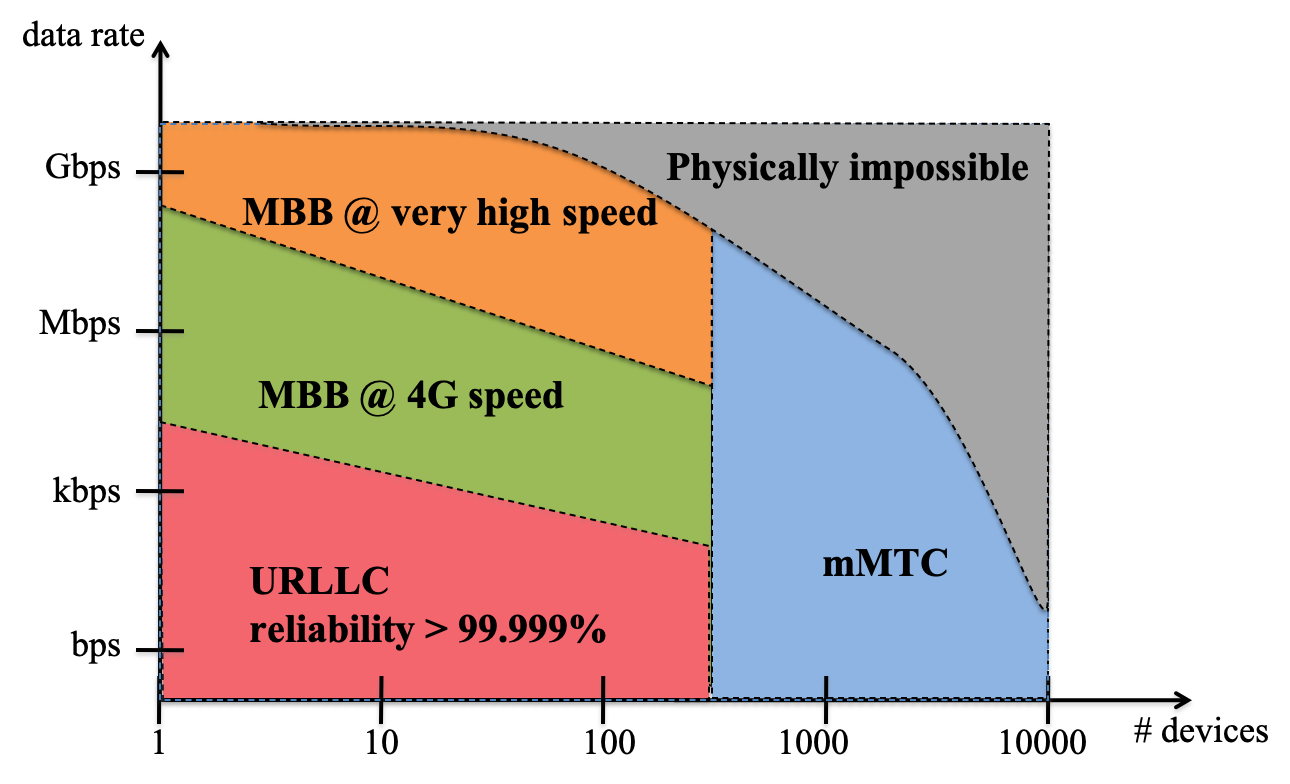 data rate
Gbps
Physically impossible
MBB @ very high speed
Mbps
MBB @ 4G speed
kbps
mMTC
URLLC
reliability > 99.999%
bps
1
10
100
1000
10000
# devices